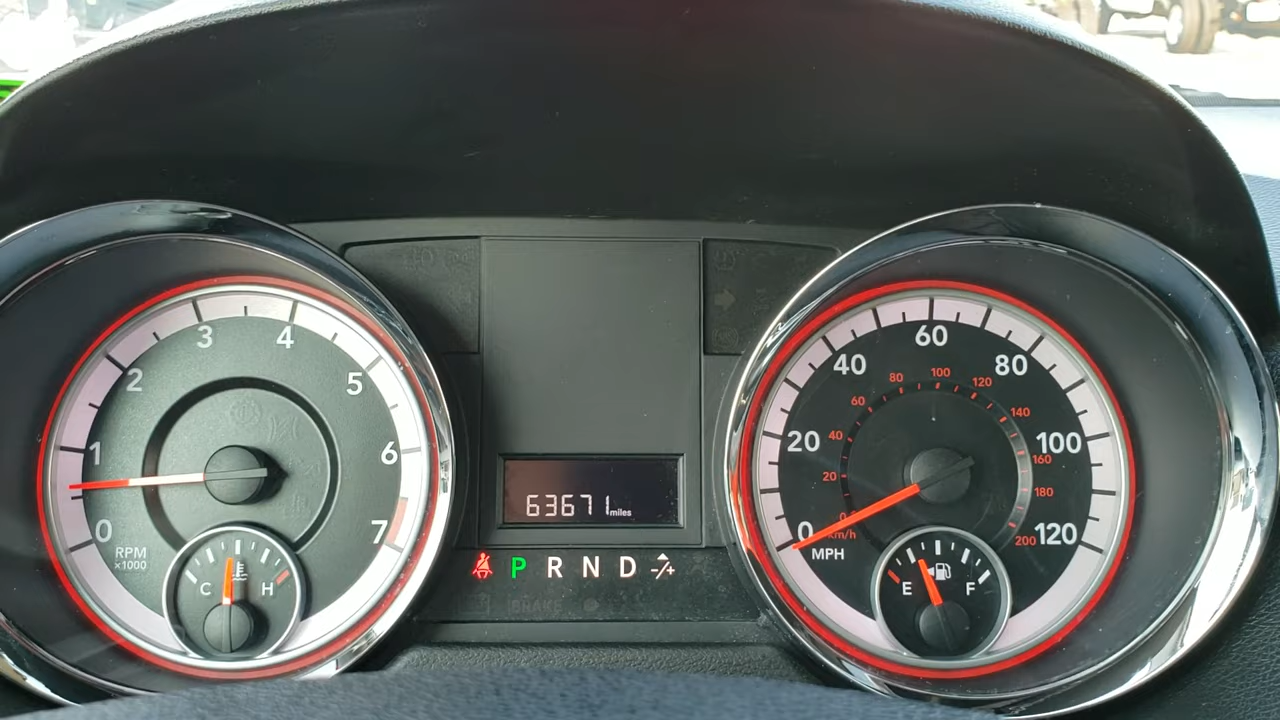 0 1 2 3 4 5 6 7
RPM
x1000
C H
63671 miles
P R N D -/+
BRAKE
0 20 40 60 80 100 120
MPH
20 40 60 80 100 120 140 160 180 200
km/h
E F